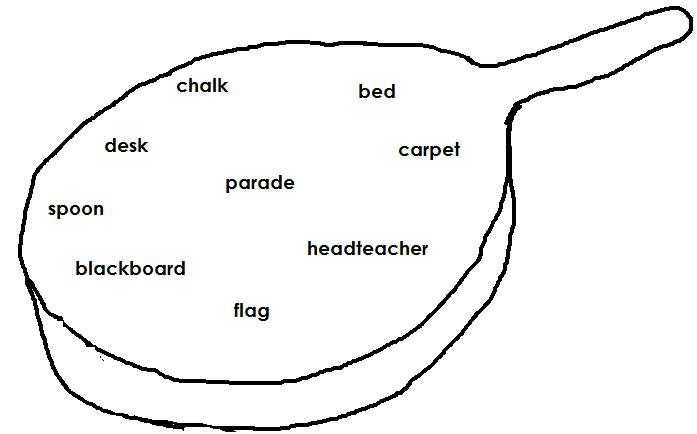 chalk
bed
desk
carpet
parade
spoon
headteacher
blackboard
flag